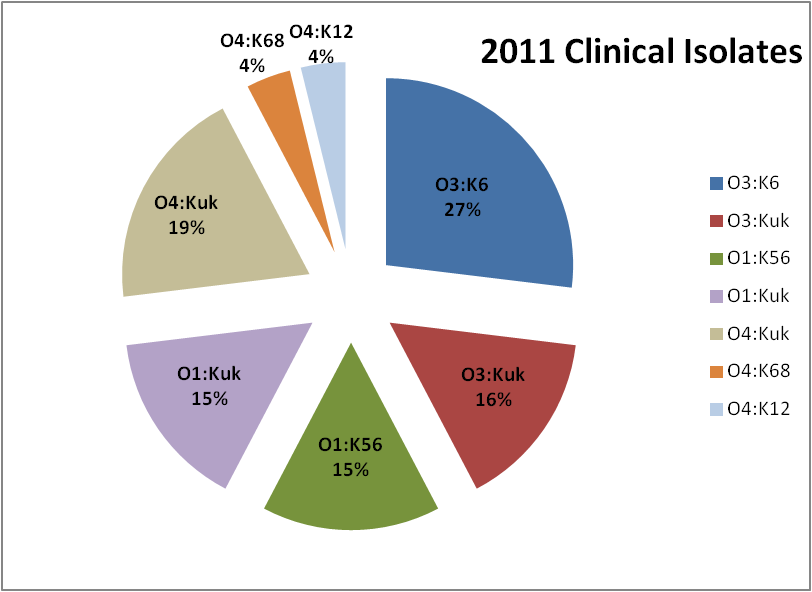 2011 Clinical Isolates
O4:K68
4%
O4:K12
4%
O3:K6
27%
O4:Kuk
19%
O1:Kuk
15%
O3:Kuk
16%
O1:K56
15%
O3:K6
O3:Kuk
O1:K56
O1:Kuk
O4:Kuk
O4:K68
O4:K12